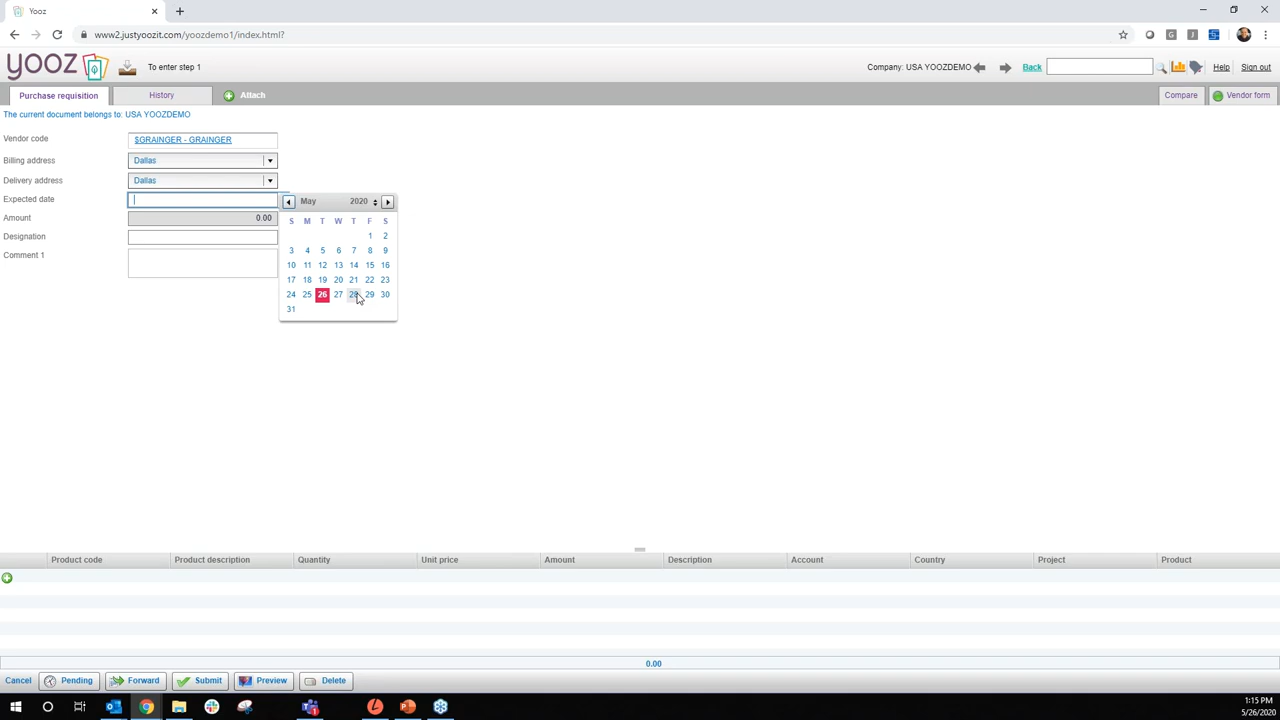 Yooz
www2.justyoozit.com/yoozdemo1/index.html?
yooz
To enter step 1
Company: USA YOOZDEMO
Back
Help
Sign out
Purchase requisition
History
Attach
Compare
Vendor form
The current document belongs to: USA YOOZDEMO
Vendor code
$GRAINGER - GRAINGER
Billing address
Dallas
Delivery address
Dallas
Expected date
Amount
0.00
Designation
Comment 1
May 2020
S M T W T F S
1 2
3 4 5 6 7 8 9
10 11 12 13 14 15 16
17 18 19 20 21 22 23
24 25 26 27 28 29 30
31
Product code Product description Quantity Unit price Amount Description Account Country Project Product
0.00
Cancel Pending Forward Submit Preview Delete
1:15 PM
5/26/2020